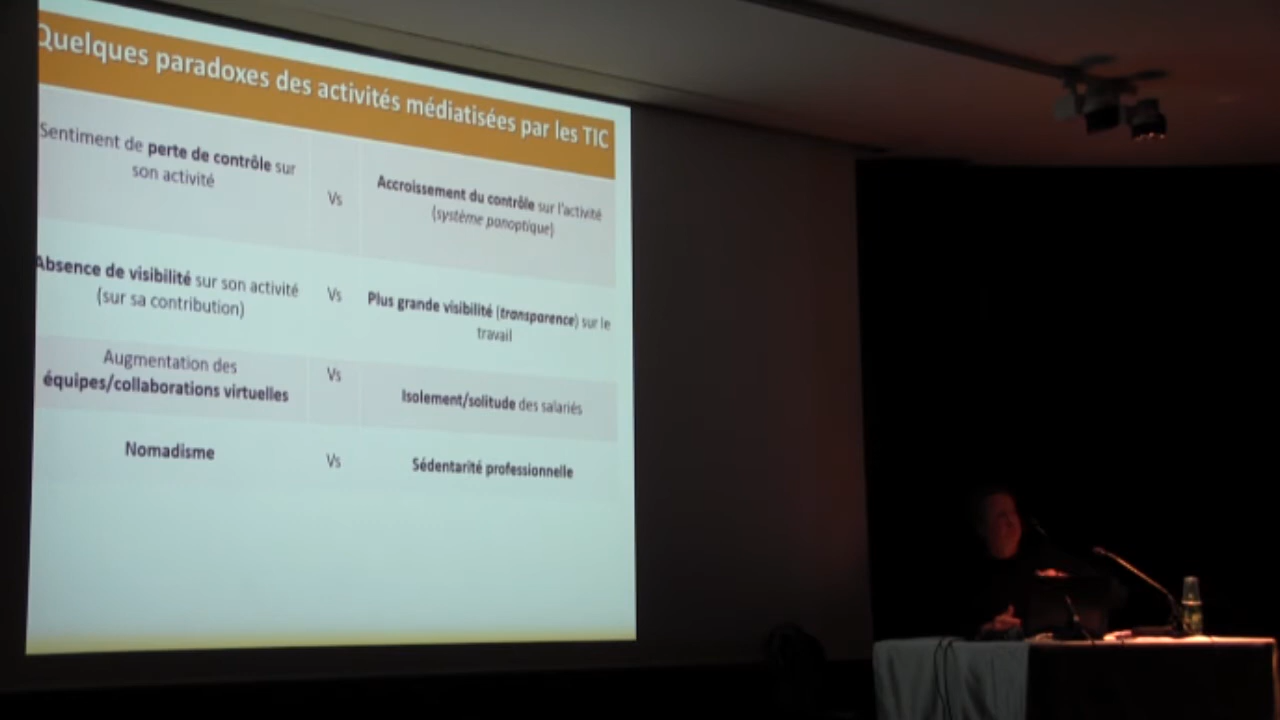 Quelques paradoxes des activités médiatisées par les TIC
Sentiment de perte de contrôle sur
son activité
Vs
Accroissement du contrôle sur l'activité
(système panoptique)
Absence de visibilité sur son activité
(sur sa contribution)
Vs
Plus grande visibilité (transparence) sur le
travail
Augmentation des
équipes/collaborations virtuelles
Vs
Isolement/solitude des salariés
Nomadisme
Vs
Sédentarité professionnelle